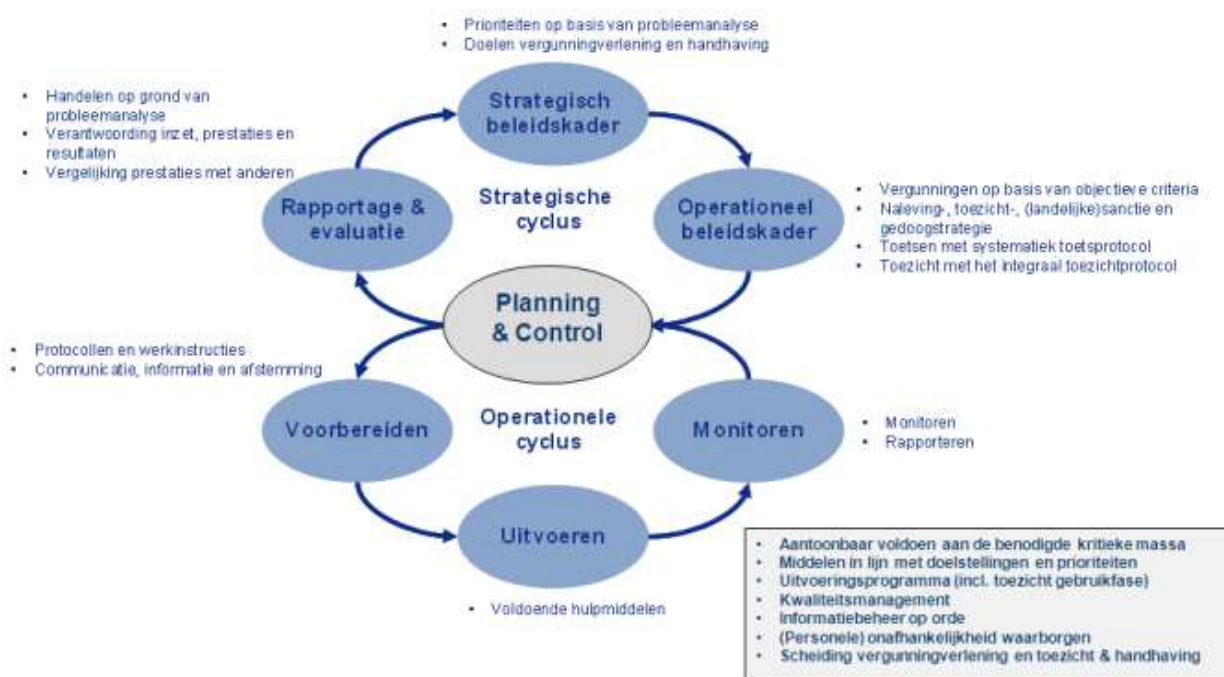 • Prioriteiten op basis van probleemanalyse
• Doelen vergunningverlening en handhaving
Strategisch
beleidskader
• Handelen op grond van
probleemanalyse
• Verantwoording inzet, prestaties en
resultaten
• Vergelijking prestaties met anderen
Rapportage &
evaluatie
Strategische
cyclus
Operationeel
beleidskader
• Vergunningen op basis van objectieve criteria
• Naleving-, toezicht-, (landelijke)sanctie en
gedoogstrategie
• Toetsen met systematiek toetsprotocol
• Toezicht met het integraal toezichtprotocol
Planning
& Control
• Protocollen en werkinstructies
• Communicatie, informatie en afstemming
Voorbereiden
Operationele
cyclus
Monitoren
• Monitoren
• Rapporteren
Uitvoeren
• Voldoende hulpmiddelen
• Aantoonbaar voldoen aan de benodigde kritieke massa
• Middelen in lijn met doelstellingen en prioriteiten
• Uitvoeringsprogramma (incl. toezicht gebruikfase)
• Kwaliteitsmanagement
• Informatiebeheer op orde
• (Personele) onafhankelijkheid waarborgen
• Scheiding vergunningverlening en toezicht & handhaving